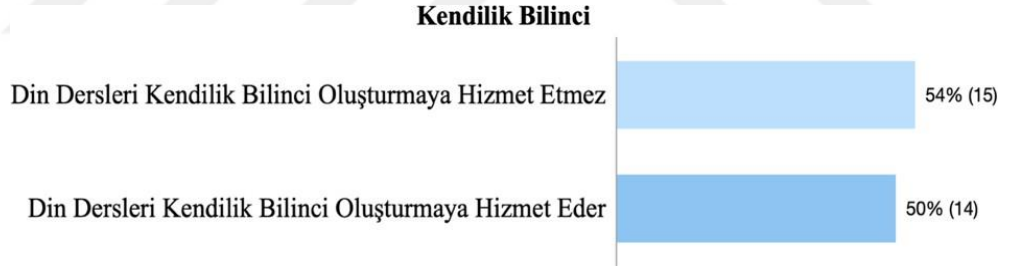 Kendilik Bilinci
Din Dersleri Kendilik Bilinci Oluşturmaya Hizmet Etmez 54% (15)
Din Dersleri Kendilik Bilinci Oluşturmaya Hizmet Eder 50% (14)